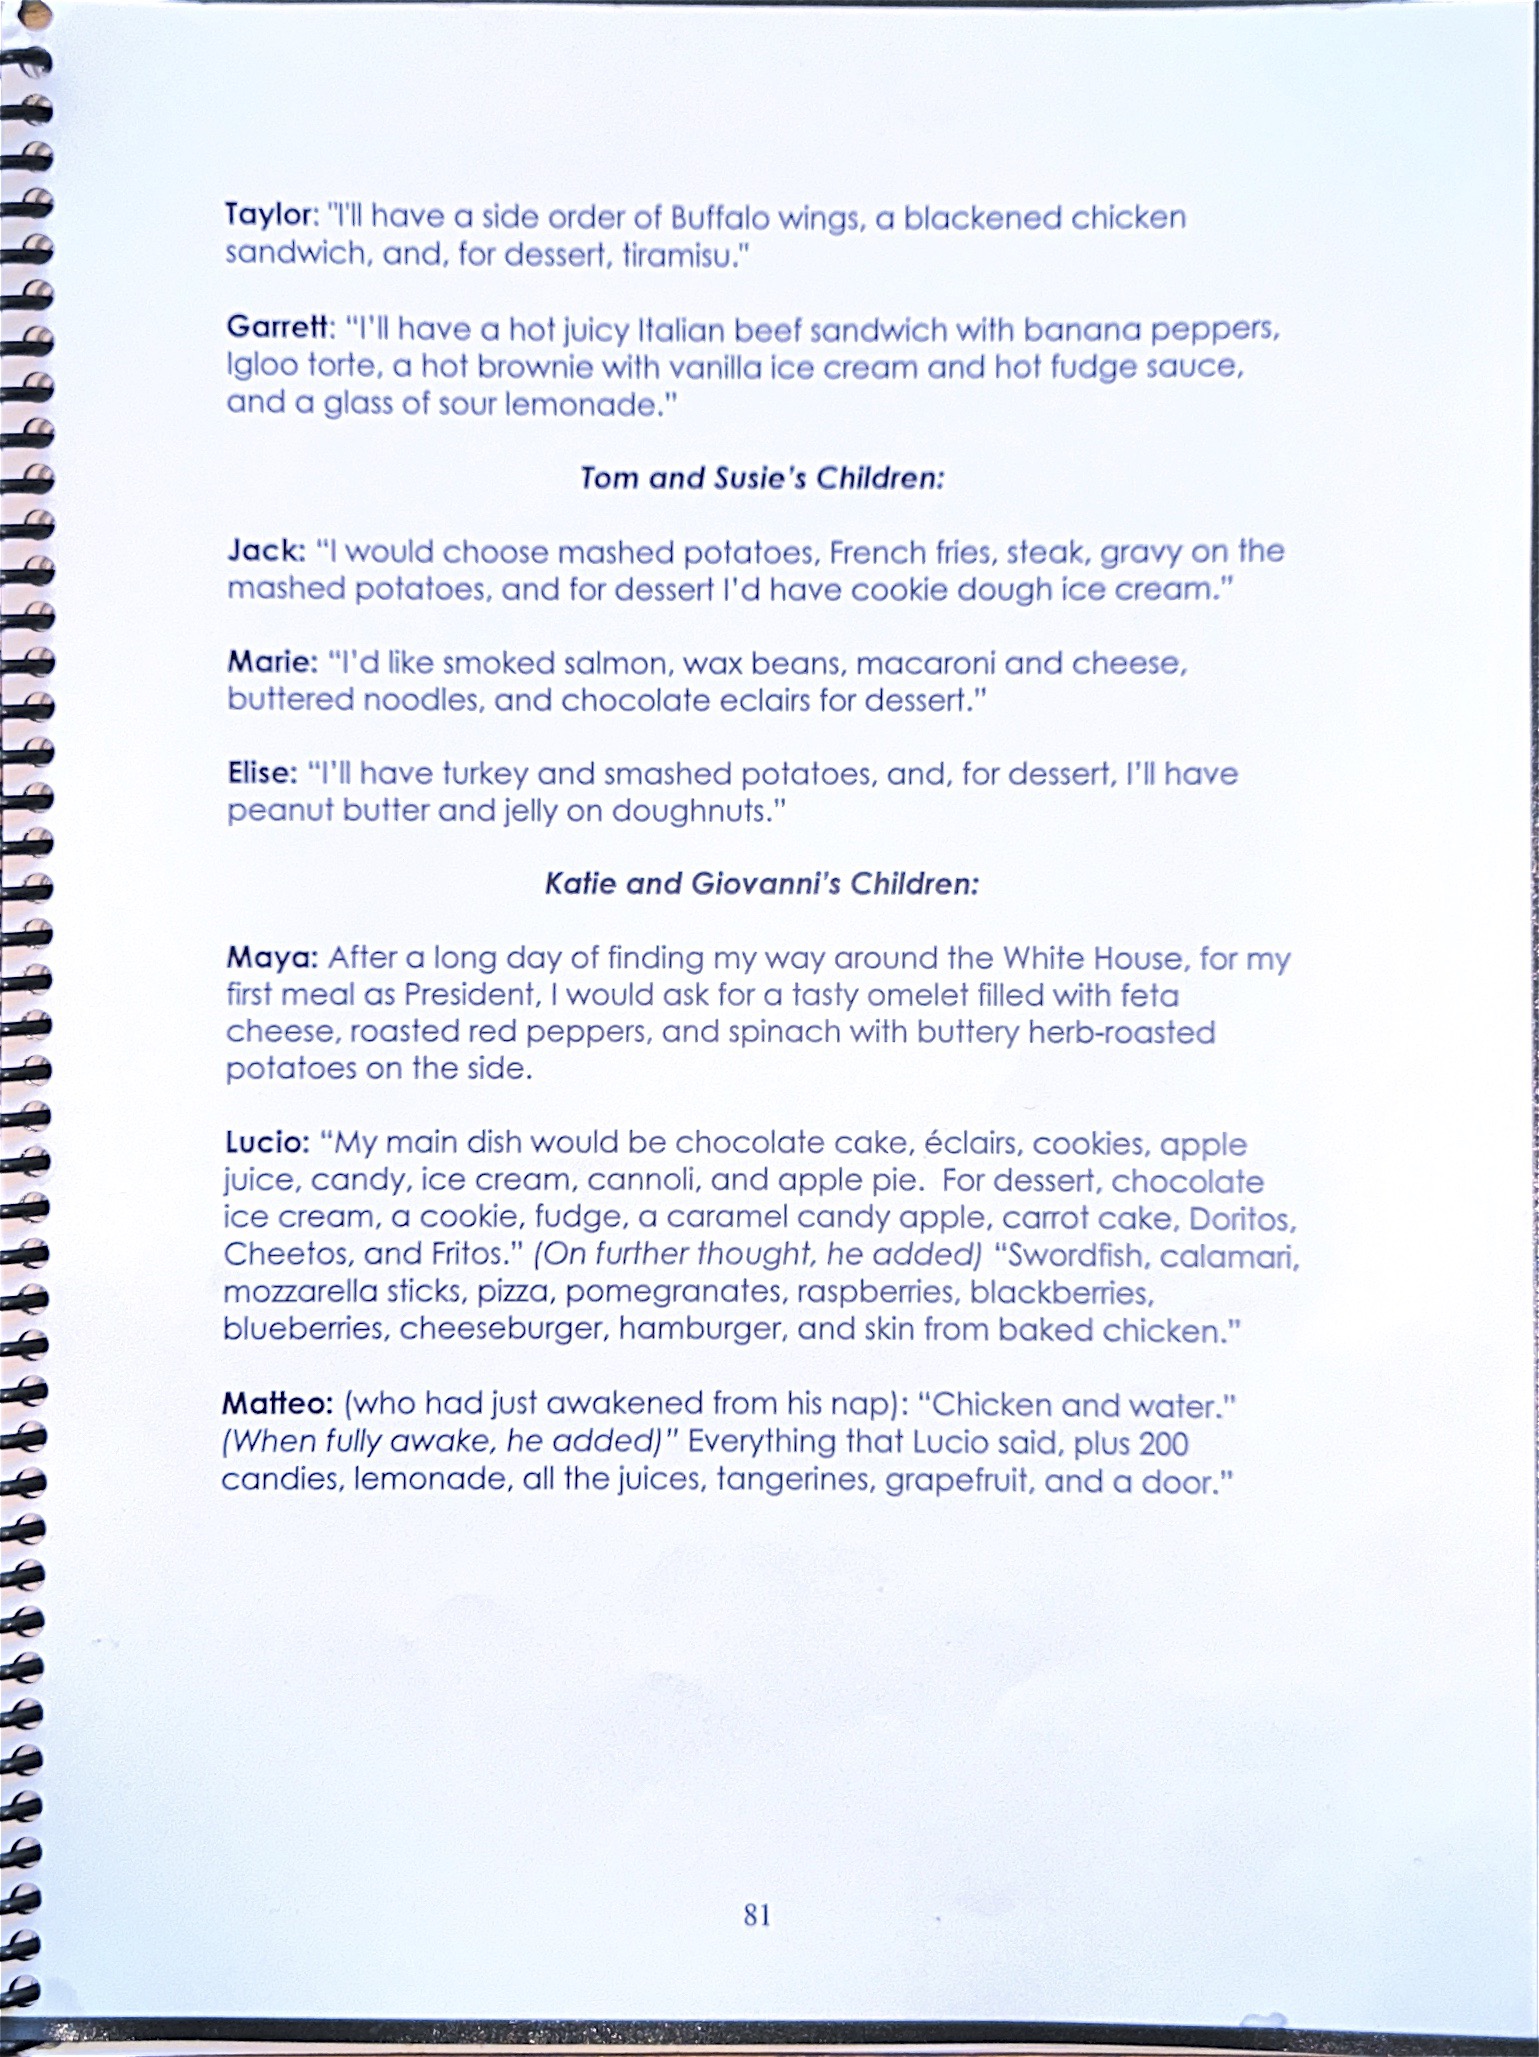 Taylor: "I'll have a side order of Buffalo wings, a blackened chicken
sandwich, and, for dessert, tiramisu."
Garrett: “I’ll have a hot juicy Italian beef sandwich with banana peppers,
Igloo torte, a hot brownie with vanilla ice cream and hot fudge sauce,
and a glass of sour lemonade.”
Tom and Susie's Children:
Jack: “I would choose mashed potatoes, French fries, steak, gravy on the
mashed potatoes, and for dessert I'd have cookie dough ice cream.”
Marie: “I’d like smoked salmon, wax beans, macaroni and cheese,
buttered noodles, and chocolate eclairs for dessert.”
Elise: “I’ll have turkey and smashed potatoes, and, for dessert, I’ll have
peanut butter and jelly on doughnuts.”
Katie and Giovanni's Children:
Maya: After a long day of finding my way around the White House, for my
first meal as President, I would ask for a tasty omelet filled with feta
cheese, roasted red peppers, and spinach with buttery herb-roasted
potatoes on the side.
Lucio: “My main dish would be chocolate cake, éclairs, cookies, apple
juice, candy, ice cream, cannoli, and apple pie.  For dessert, chocolate
ice cream, a cookie, fudge, a caramel candy apple, carrot cake, Doritos,
Cheetos, and Fritos.” (On further thought, he added) “Swordfish, calamari,
mozzarella sticks, pizza, pomegranates, raspberries, blackberries,
blueberries, cheeseburger, hamburger, and skin from baked chicken.”
Matteo: (who had just awakened from his nap): “Chicken and water.”
(When fully awake, he added)” Everything that Lucio said, plus 200
candies, lemonade, all the juices, tangerines, grapefruit, and a door.”
81